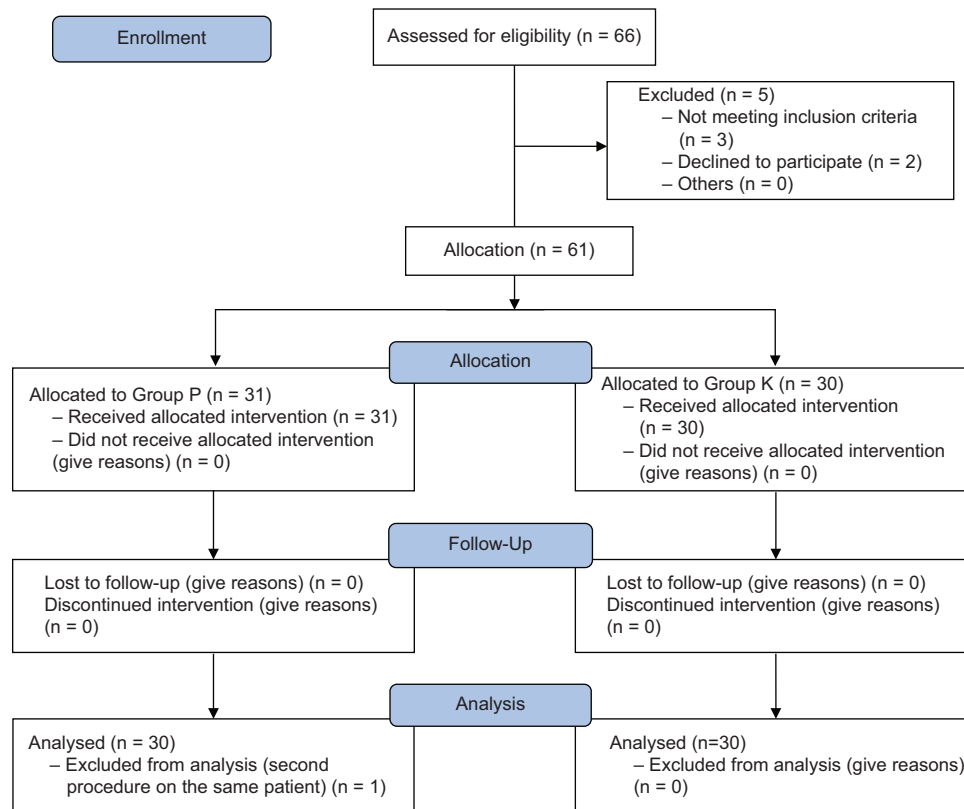 Enrollment
Assessed for eligibility (n = 66)
Excluded (n = 5)
– Not meeting inclusion criteria
(n = 3)
– Declined to participate (n = 2)
– Others (n = 0)
Allocation (n = 61)
Allocation
Allocated to Group P (n = 31)
– Received allocated intervention (n = 31)
– Did not receive allocated intervention
(give reasons) (n = 0)
Allocated to Group K (n = 30)
– Received allocated intervention
(n = 30)
– Did not receive allocated intervention
(give reasons) (n = 0)
Follow-Up
Lost to follow-up (give reasons) (n = 0)
Discontinued intervention (give reasons)
(n = 0)
Lost to follow-up (give reasons) (n = 0)
Discontinued intervention (give reasons)
(n = 0)
Analysis
Analysed (n = 30)
– Excluded from analysis (second
procedure on the same patient) (n = 1)
Analysed (n=30)
– Excluded from analysis (give reasons)
(n = 0)